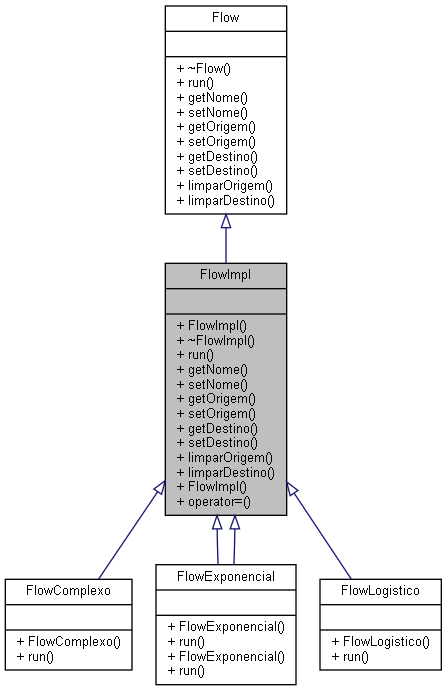 Flow
+ ~Flow()
+ run()
+ getNome()
+ setNome()
+ getOrigem()
+ setOrigem()
+ getDestino()
+ setDestino()
+ limparOrigem()
+ limparDestino()
FlowImpl
+ FlowImpl()
+ ~FlowImpl()
+ run()
+ getNome()
+ setNome()
+ getOrigem()
+ setOrigem()
+ getDestino()
+ setDestino()
+ limparOrigem()
+ limparDestino()
+ FlowImpl()
+ operator=()
FlowComplexo
+ FlowComplexo()
+ run()
FlowExponencial
+ FlowExponencial()
+ run()
+ FlowExponencial()
+ run()
FlowLogistico
+ FlowLogistico()
+ run()